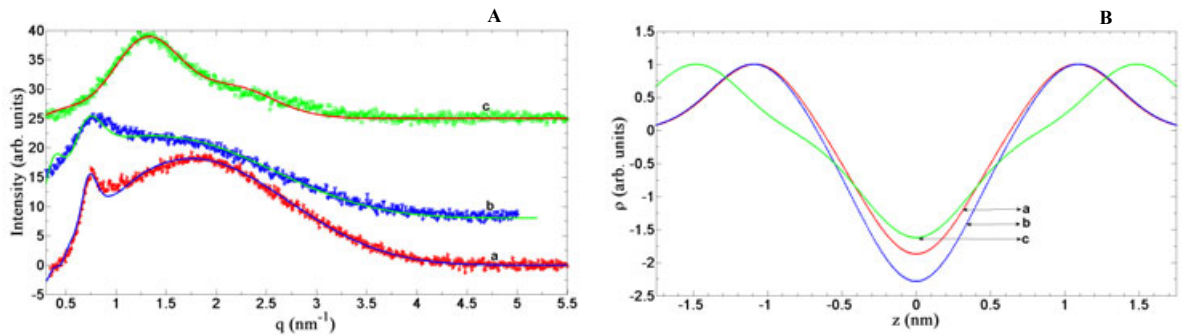 A
Intensity (arb. units)
40
35
30
25
20
15
10
5
0
-5
c
b
a
0.5 1 1.5 2 2.5 3 3.5 4 4.5 5 5.5
q (nm⁻¹)
B
ρ (arb. units)
1.5
1
0.5
0
-0.5
-1
-1.5
-2
-2.5
a
b
c
-1.5 -1 -0.5 0 0.5 1 1.5
z (nm)